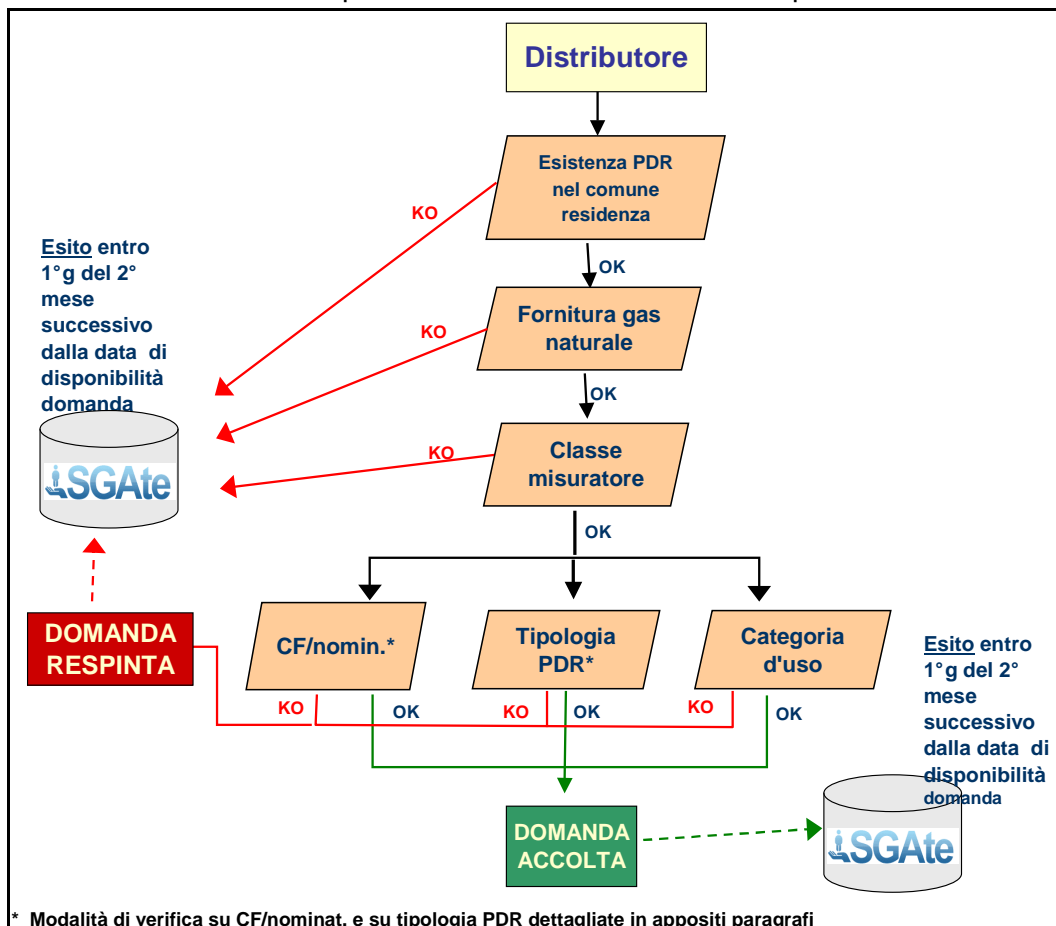 Distributore
Esistenza PDR
nel comune
residenza
KO
OK
Esito entro
1°g del 2°
mese
successivo
dalla data di
disponibilità
domanda
Fornitura gas
naturale
KO
OK
Classe
misuratore
KO
OK
SGAte
DOMANDA
RESPINTA
CF/nomin.*
Tipologia
PDR*
Categoria
d'uso
KO
OK
KO
OK
KO
OK
Esito entro
1°g del 2°
mese
successivo
dalla data di
disponibilità
domanda
DOMANDA
ACCOLTA
SGAte
* Modalità di verifica su CF/nominat. e su tipologia PDR dettagliate in appositi paragrafi